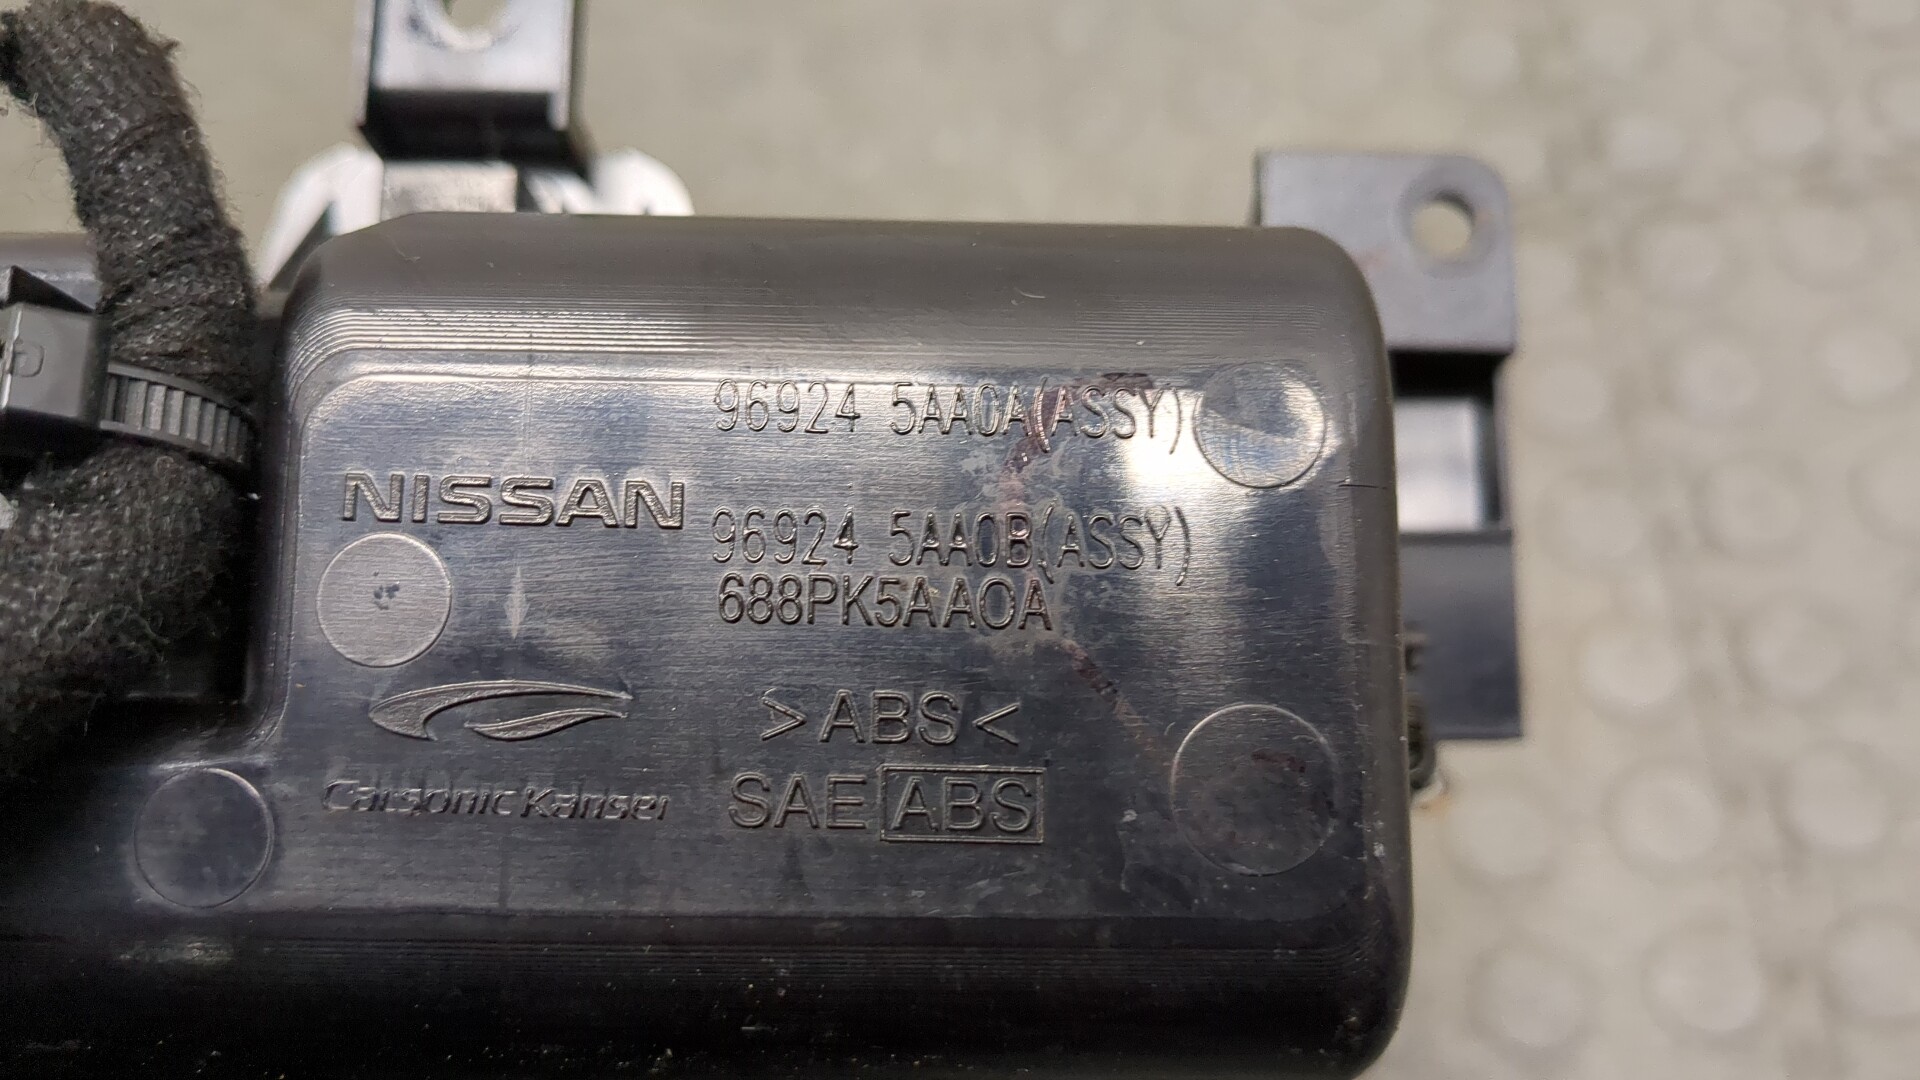 96924 5AA0A(ASSY)
NISSAN
96924 5AA0B(ASSY)
688PK5AA0A
>ABS<
Calsonic Kansei
SAE ABS